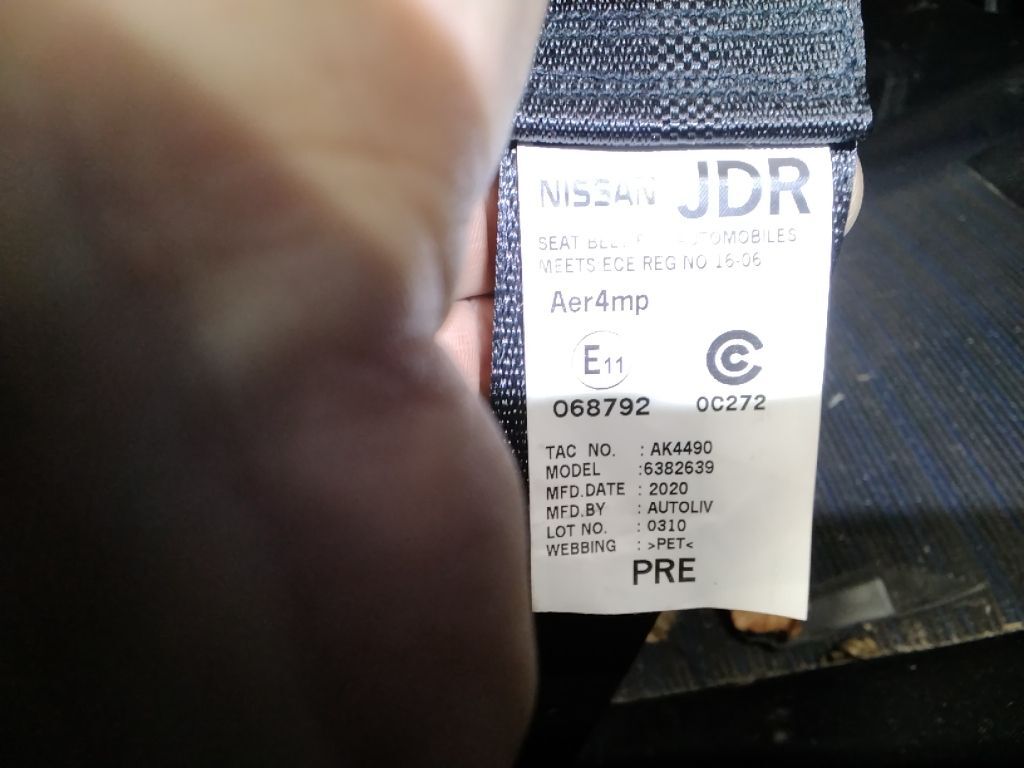 NISSAN JDR
SEAT AUTOMOBILES
MEETS ECE REG NO 16-06
Aer4mp
E11 C
068792 0C272
TAC NO. : AK4490
MODEL :6382639
MFD.DATE : 2020
MFD.BY : AUTOLIV
LOT NO. : 0310
WEBBING : >PET<
PRE